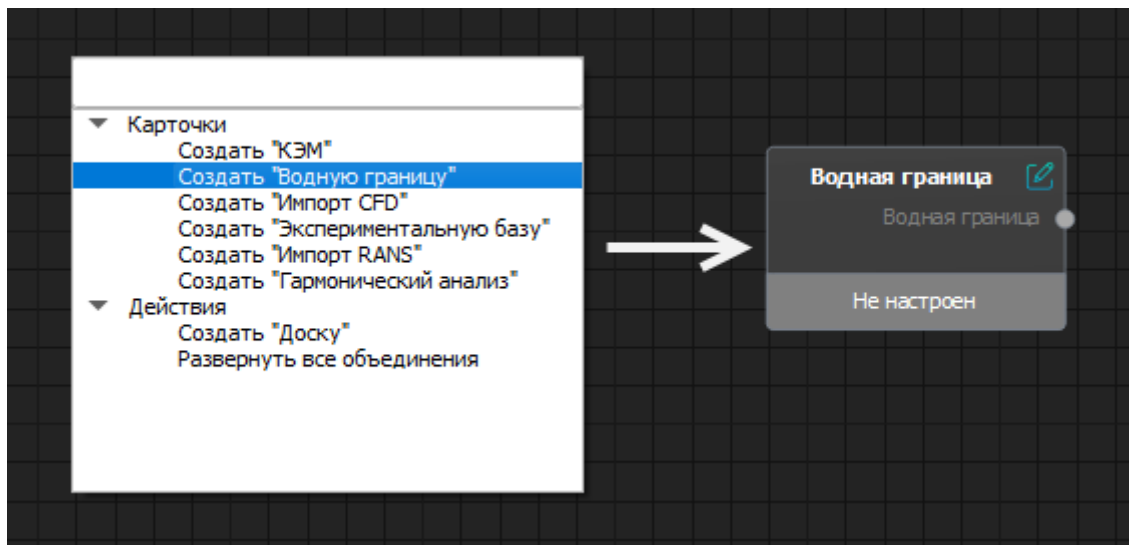 Карточки
Создать "КЭМ"
Создать "Водную границу"
Создать "Импорт CFD"
Создать "Экспериментальную базу"
Создать "Импорт RANS"
Создать "Гармонический анализ"
Действия
Создать "Доску"
Развернуть все объединения
Водная граница
Водная граница
Не настроен